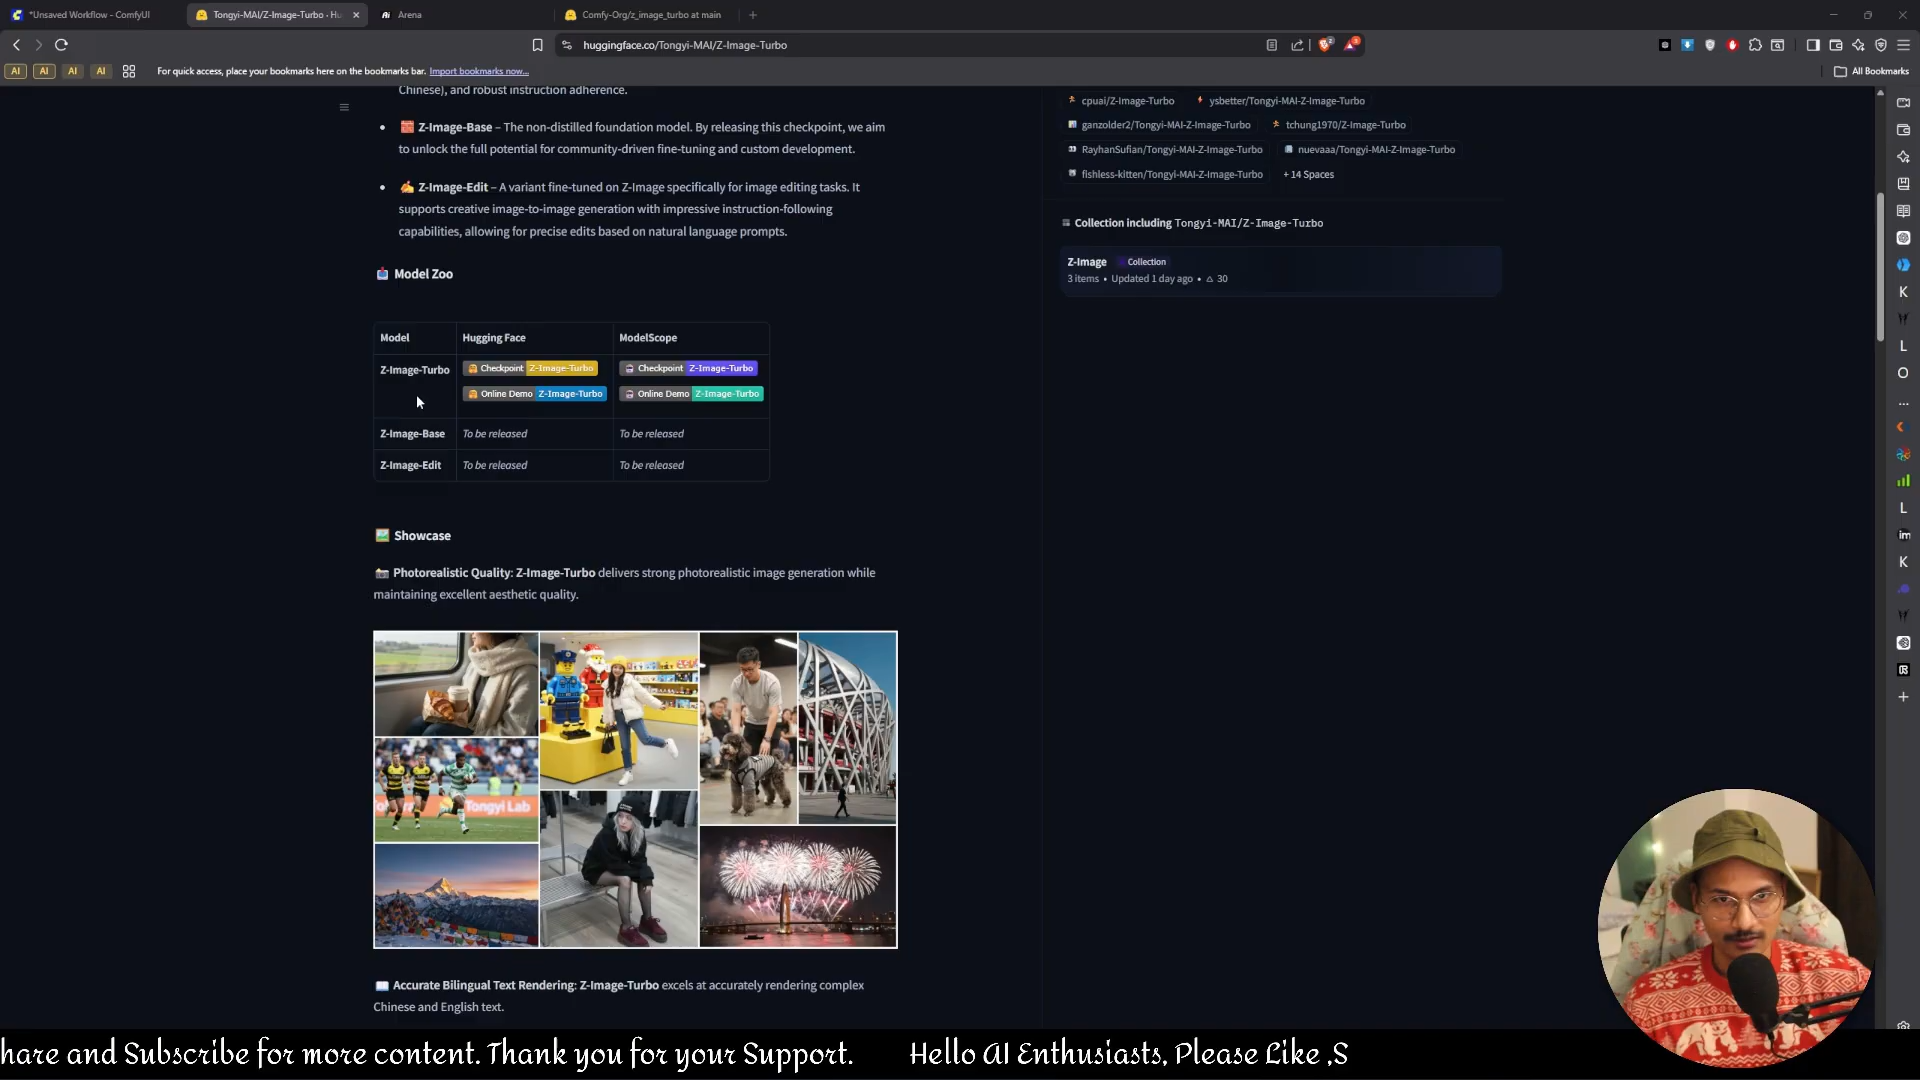 *Unsaved Workflow - ComfyUI
Tongyi-MAI/Z-Image-Turbo · Hu
Arena
Comfy-Org/z_image_turbo at main
huggingface.co/Tongyi-MAI/Z-Image-Turbo
AI AI AI AI
For quick access, place your bookmarks here on the bookmarks bar. Import bookmarks now...
All Bookmarks
Chinese), and robust instruction adherence.
Z-Image-Base – The non-distilled foundation model. By releasing this checkpoint, we aim
to unlock the full potential for community-driven fine-tuning and custom development.
Z-Image-Edit – A variant fine-tuned on Z-Image specifically for image editing tasks. It
supports creative image-to-image generation with impressive instruction-following
capabilities, allowing for precise edits based on natural language prompts.
Model Zoo
Model Hugging Face ModelScope
Z-Image-Turbo
Checkpoint Z-Image-Turbo
Checkpoint Z-Image-Turbo
Online Demo Z-Image-Turbo
Online Demo Z-Image-Turbo
Z-Image-Base To be released To be released
Z-Image-Edit To be released To be released
Showcase
Photorealistic Quality: Z-Image-Turbo delivers strong photorealistic image generation while
maintaining excellent aesthetic quality.
Tongyi Lab
Accurate Bilingual Text Rendering: Z-Image-Turbo excels at accurately rendering complex
Chinese and English text.
cpuai/Z-Image-Turbo
ysbetter/Tongyi-MAI-Z-Image-Turbo
ganzolder2/Tongyi-MAI-Z-Image-Turbo
tchung1970/Z-Image-Turbo
RayhanSufian/Tongyi-MAI-Z-Image-Turbo
nuevaaa/Tongyi-MAI-Z-Image-Turbo
fishless-kitten/Tongyi-MAI-Z-Image-Turbo
+ 14 Spaces
Collection including Tongyi-MAI/Z-Image-Turbo
Z-Image Collection
3 items • Updated 1 day ago • 30
K
L
O
L
im
K
hare and Subscribe for more content. Thank you for your Support. Hello AI Enthusiasts, Please Like ,S